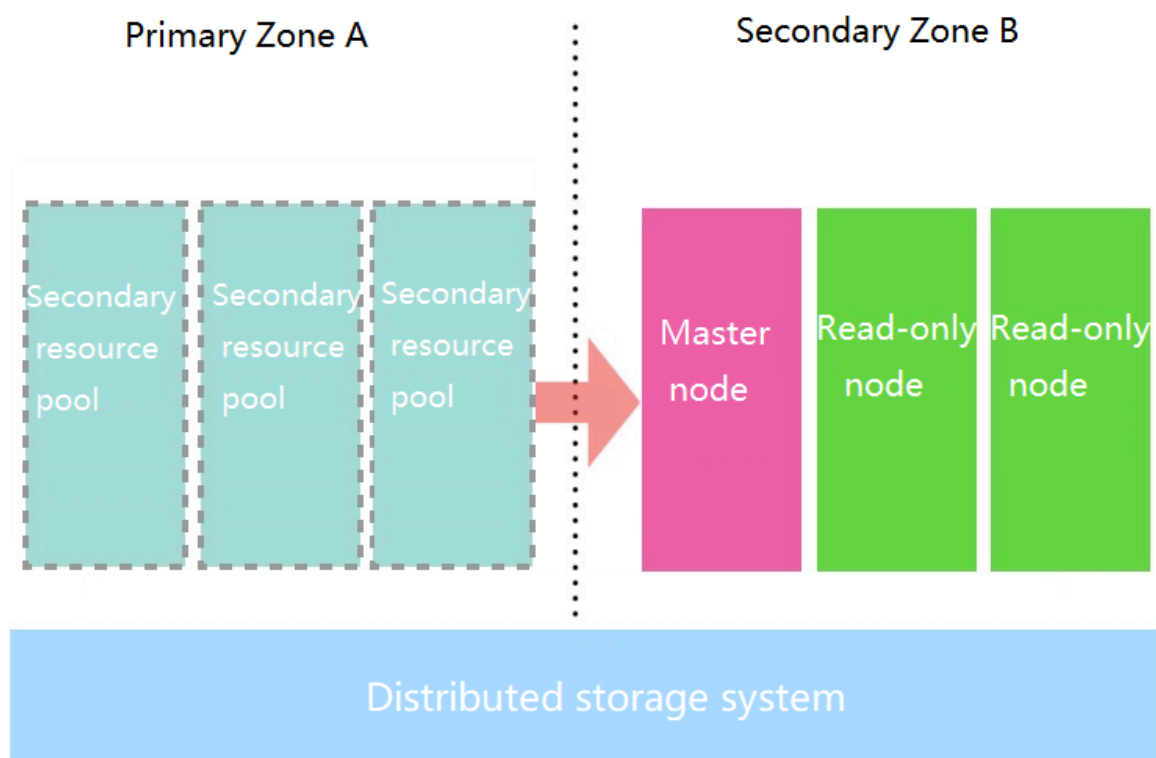 Primary Zone A
Secondary Zone B
Secondary
resource
pool
Secondary
resource
pool
Secondary
resource
pool
Master
node
Read-only
node
Read-only
node
Distributed storage system